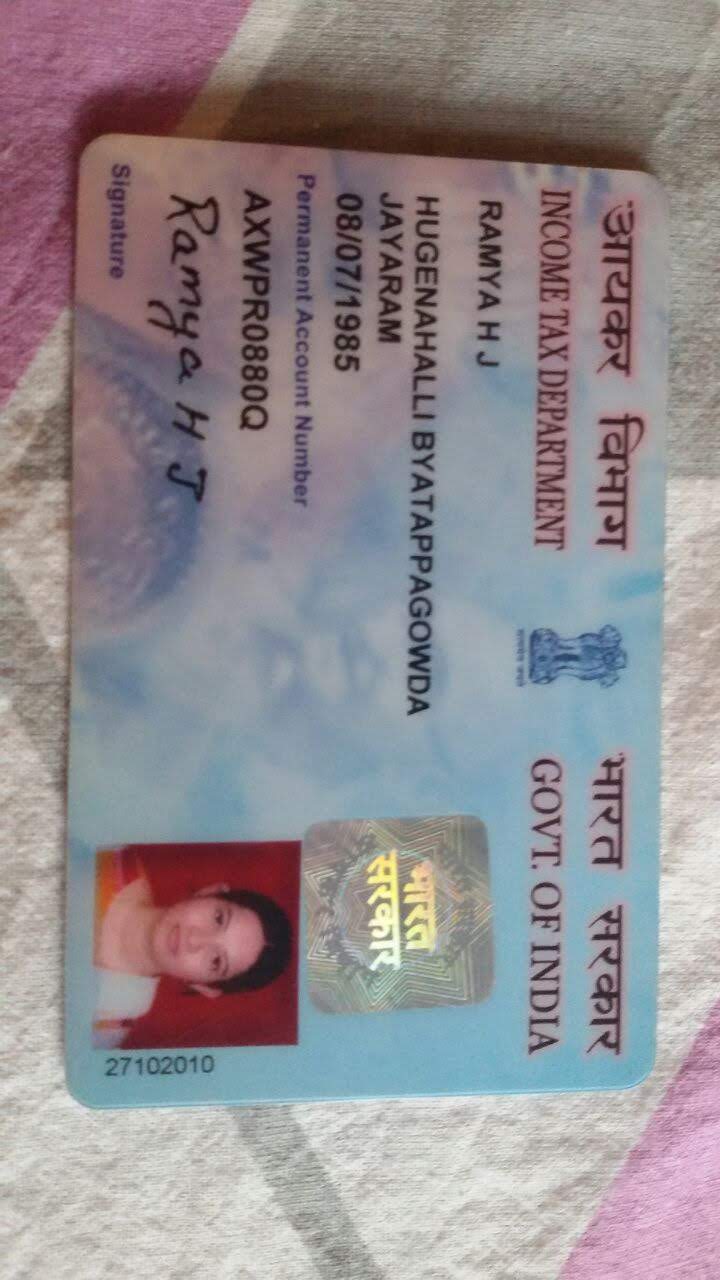 आयकर विभाग
INCOME TAX DEPARTMENT
भारत सरकार
GOVT. OF INDIA
सत्यमेव जयते
RAMYA H J
HUGENAHALLI BYATAPPAGOWDA
JAYARAM
08/07/1985
Permanent Account Number
AXWPR0880Q
Ramya H J
Signature
भारत
सरकार
27102010